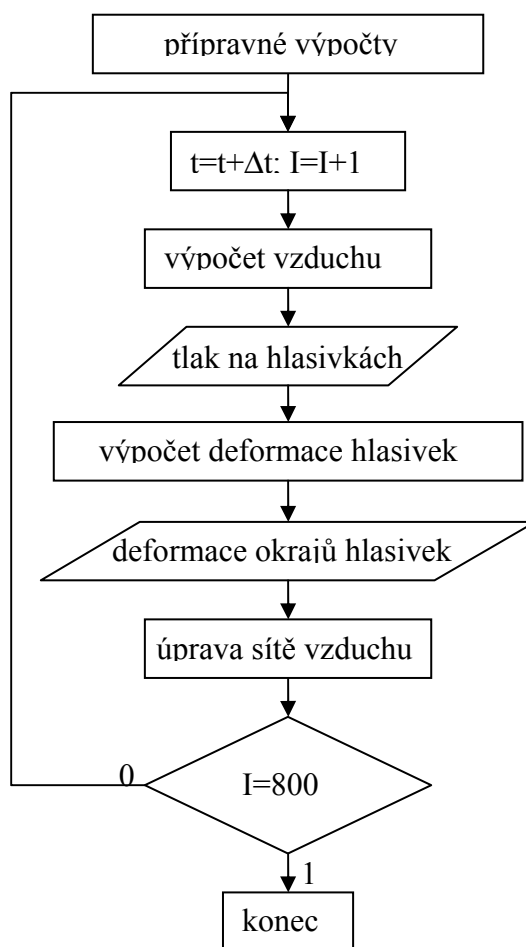 přípravné výpočty
t=t+Δt: I=I+1
výpočet vzduchu
tlak na hlasivkách
výpočet deformace hlasivek
deformace okrajů hlasivek
úprava sítě vzduchu
0
I=800
1
konec